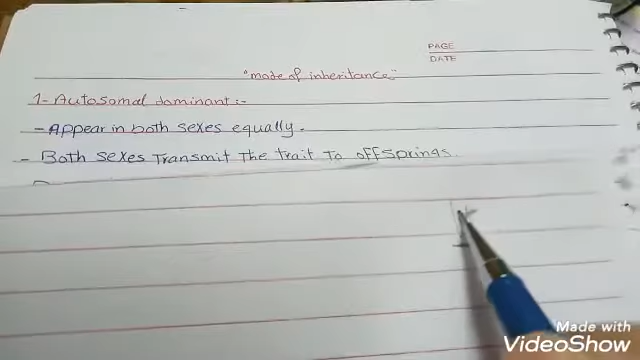 PAGE
DATE
"mode of inheritance"
1- Autosomal dominant:-
- Appear in both sexes equally.
- Both sexes Transmit The trait To offsprings.
Made with
VideoShow